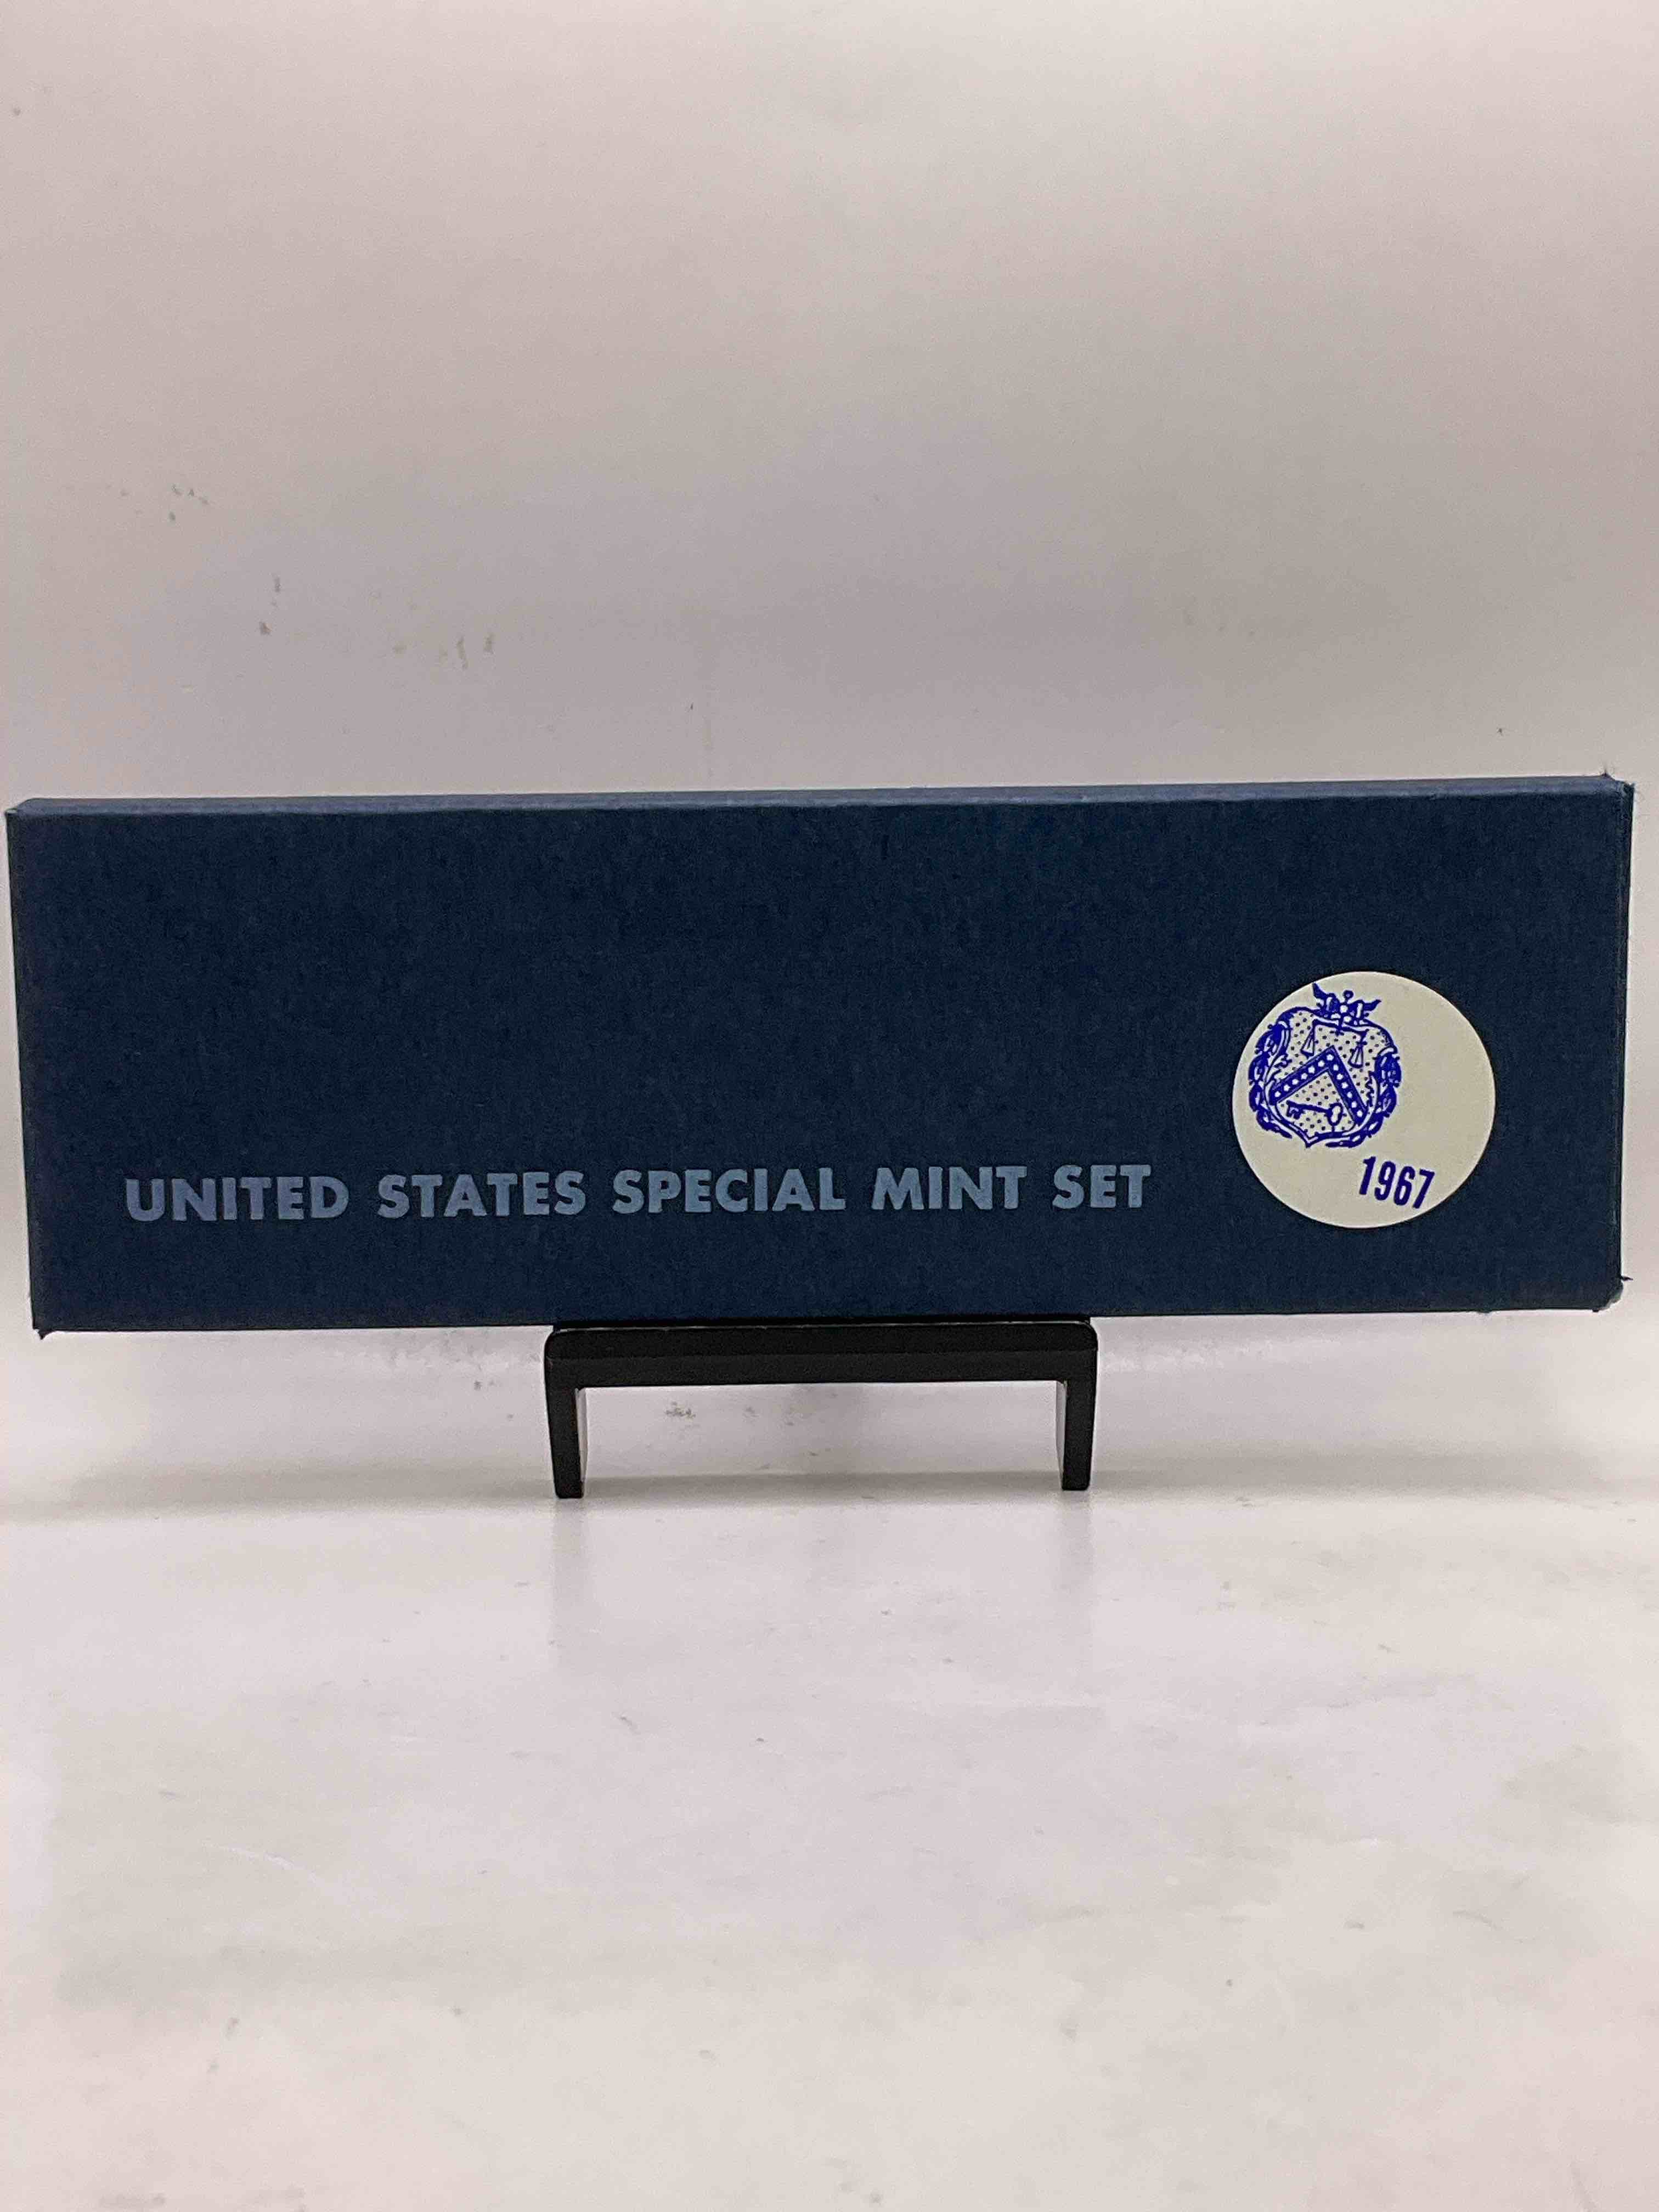 UNITED STATES SPECIAL MINT SET
1967